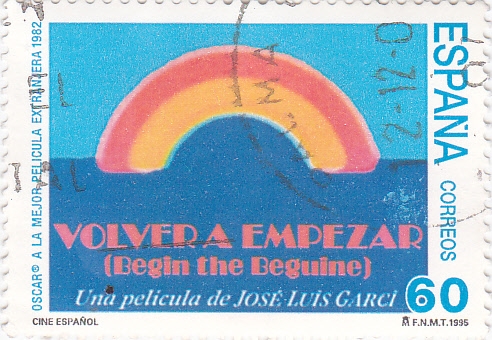 OSCAR® A LA MEJOR PELICULA EXTRANJERA 1982
ESPAÑA
CORREOS
VOLVER A EMPEZAR
(Begin the Beguine)
Una película de JOSÉ LUIS GARCI
60
CINE ESPAÑOL
F.N.M.T. 1995